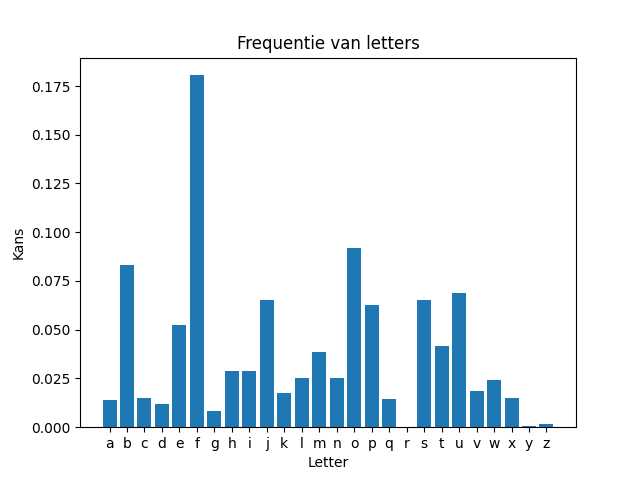 Frequentie van letters
0.175
0.150
0.125
0.100
0.075
0.050
0.025
0.000
Kans
a b c d e f g h i j k l m n o p q r s t u v w x y z
Letter